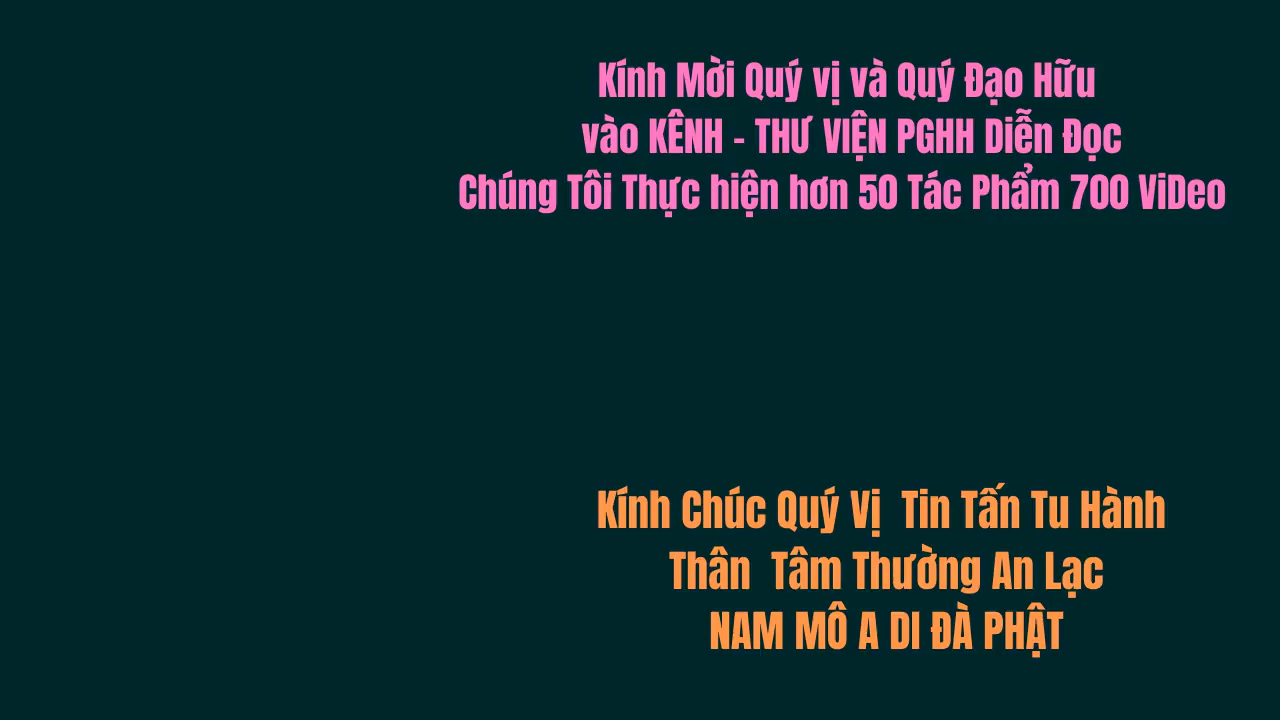 Kính Mời Quý vị và Quý Đạo Hữu
vào KÊNH - THƯ VIỆN PGHH Diễn Đọc
Chúng Tôi Thực hiện hơn 50 Tác Phẩm 700 ViDeo
Kính Chúc Quý Vị  Tin Tấn Tu Hành
Thân  Tâm Thường An Lạc
NAM MÔ A DI ĐÀ PHẬT